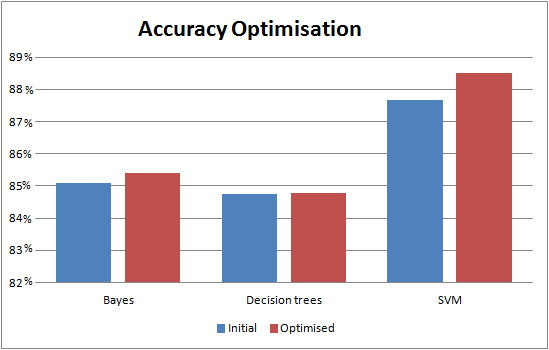 Accuracy Optimisation
89%
88%
87%
86%
85%
84%
83%
82%
Bayes Decision trees SVM
Initial Optimised